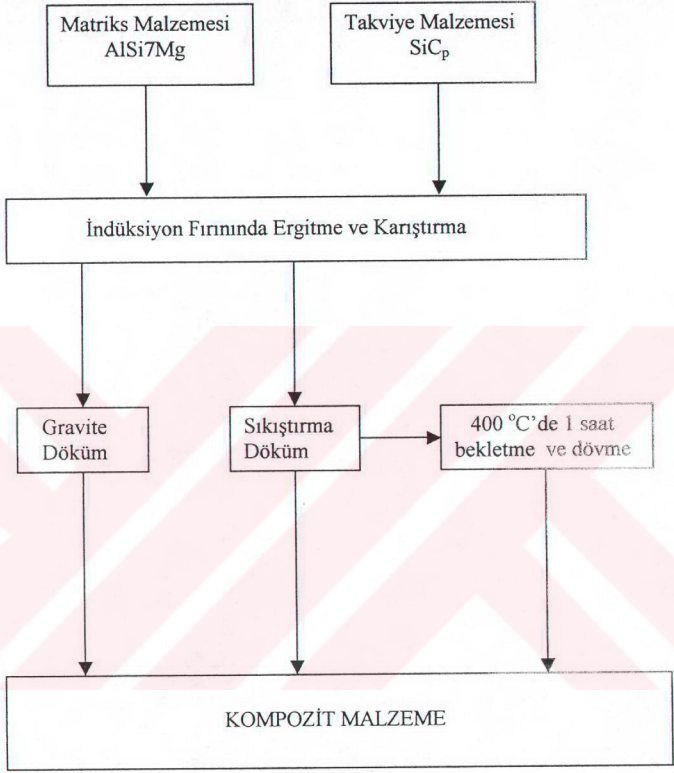 Matriks Malzemesi
AlSi7Mg
Takviye Malzemesi
SiCp
İndüksiyon Fırınında Ergitme ve Karıştırma
Gravite
Döküm
Sıkıştırma
Döküm
400 °C'de 1 saat
bekletme ve dövme
KOMPOZİT MALZEME